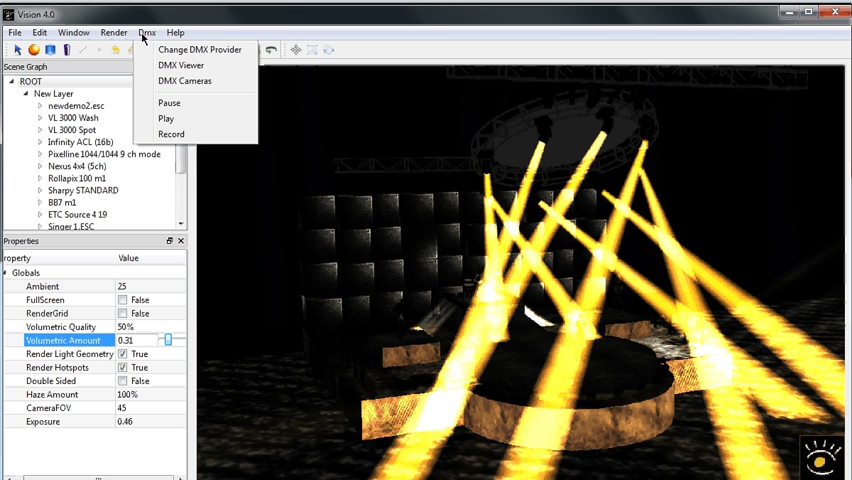 Vision 4.0
File Edit Window Render Dmx Help
Change DMX Provider
DMX Viewer
DMX Cameras
Pause
Play
Record
Scene Graph
ROOT
New Layer
newdemo2.esc
VL 3000 Wash
VL 3000 Spot
Infinity ACL (16b)
Pixelline 1044/1044 9 ch mode
Nexus 4x4 (5ch)
Rollapix 100 m1
Sharpy STANDARD
BB7 m1
ETC Source 4 19
Singer 1.ESC
Properties
roperty Value
Globals
Ambient 25
FullScreen False
RenderGrid False
Volumetric Quality 50%
Volumetric Amount 0.31
Render Light Geometry True
Render Hotspots True
Double Sided False
Haze Amount 100%
CameraFOV 45
Exposure 0.46